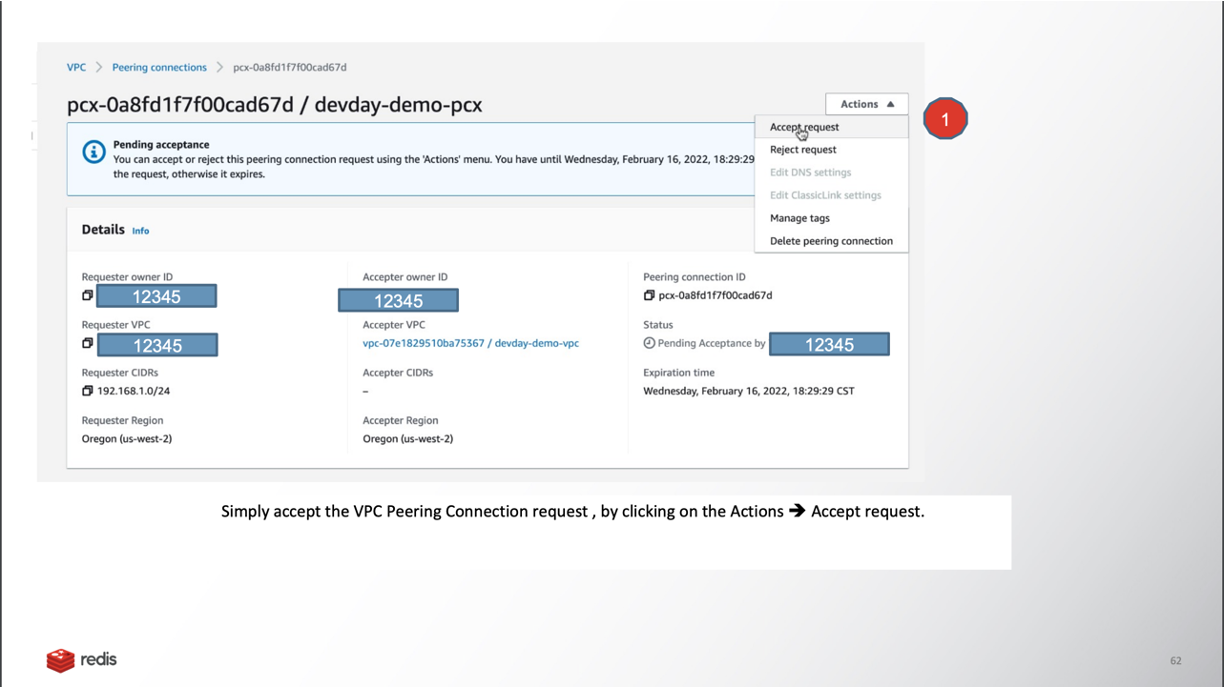 VPC > Peering connections > pcx-0a8fd1f7f00cad67d
pcx-0a8fd1f7f00cad67d / devday-demo-pcx
Actions
1
Pending acceptance
You can accept or reject this peering connection request using the 'Actions' menu. You have until Wednesday, February 16, 2022, 18:29:29
the request, otherwise it expires.
Accept request
Reject request
Edit DNS settings
Edit ClassicLink settings
Manage tags
Delete peering connection
Details Info
Requester owner ID
12345
Requester VPC
12345
Requester CIDRs
192.168.1.0/24
Requester Region
Oregon (us-west-2)
Accepter owner ID
12345
Accepter VPC
vpc-07e1829510ba75367 / devday-demo-vpc
Accepter CIDRs
–
Accepter Region
Oregon (us-west-2)
Peering connection ID
pcx-0a8fd1f7f00cad67d
Status
Pending Acceptance by 12345
Expiration time
Wednesday, February 16, 2022, 18:29:29 CST
Simply accept the VPC Peering Connection request , by clicking on the Actions ➔ Accept request.
redis
62